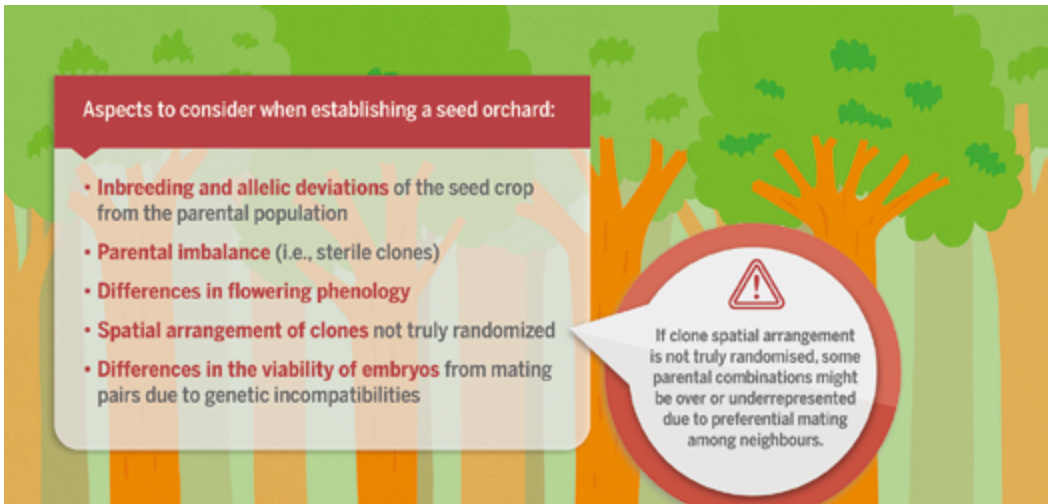 Aspects to consider when establishing a seed orchard:
• Inbreeding and allelic deviations of the seed crop
from the parental population
• Parental imbalance (i.e., sterile clones)
• Differences in flowering phenology
• Spatial arrangement of clones not truly randomized
• Differences in the viability of embryos from mating
pairs due to genetic incompatibilities
If clone spatial arrangement
is not truly randomised, some
parental combinations might
be over or underrepresented
due to preferential mating
among neighbours.